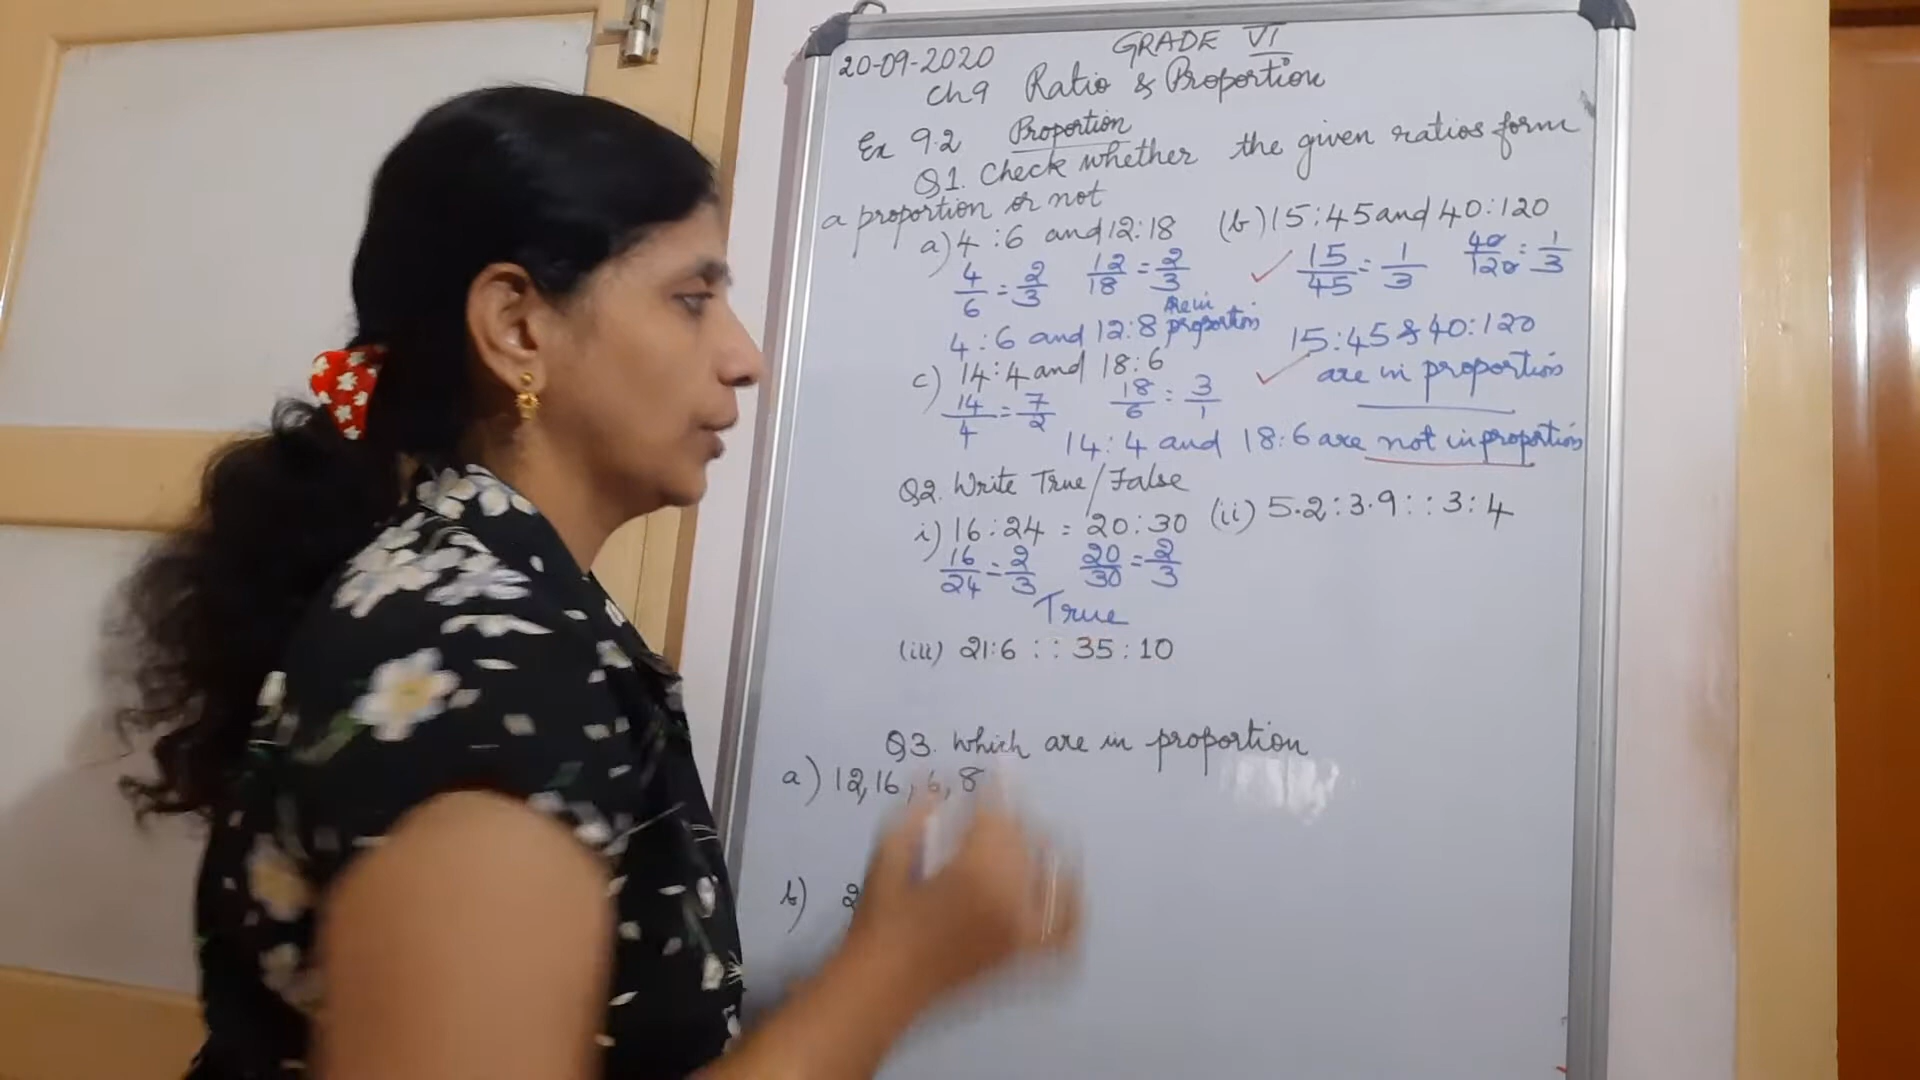 20-09-2020 GRADE VI
Ch 9 Ratio & Proportion
Ex 9.2 Proportion
Q1. Check whether the given ratios form
a proportion or not
a) 4 : 6 and 12:18 (b) 15:45 and 40:120
4/6 = 2/3 12/18 = 2/3 ✓ 15/45 = 1/3 40/120 = 1/3
4:6 and 12:8 are in proportion
15:45 & 40:120
✓ are in proportion
c) 14:4 and 18:6
14/4 = 7/2 18/6 = 3/1
14:4 and 18:6 are not in proportion
Q2. Write True/False
i) 16:24 = 20:30 (ii) 5.2:3.9::3:4
16/24 = 2/3 20/30 = 2/3
True
(iii) 21:6 :: 35:10
Q3. Which are in proportion
a) 12,16, 6, 8
b) 2